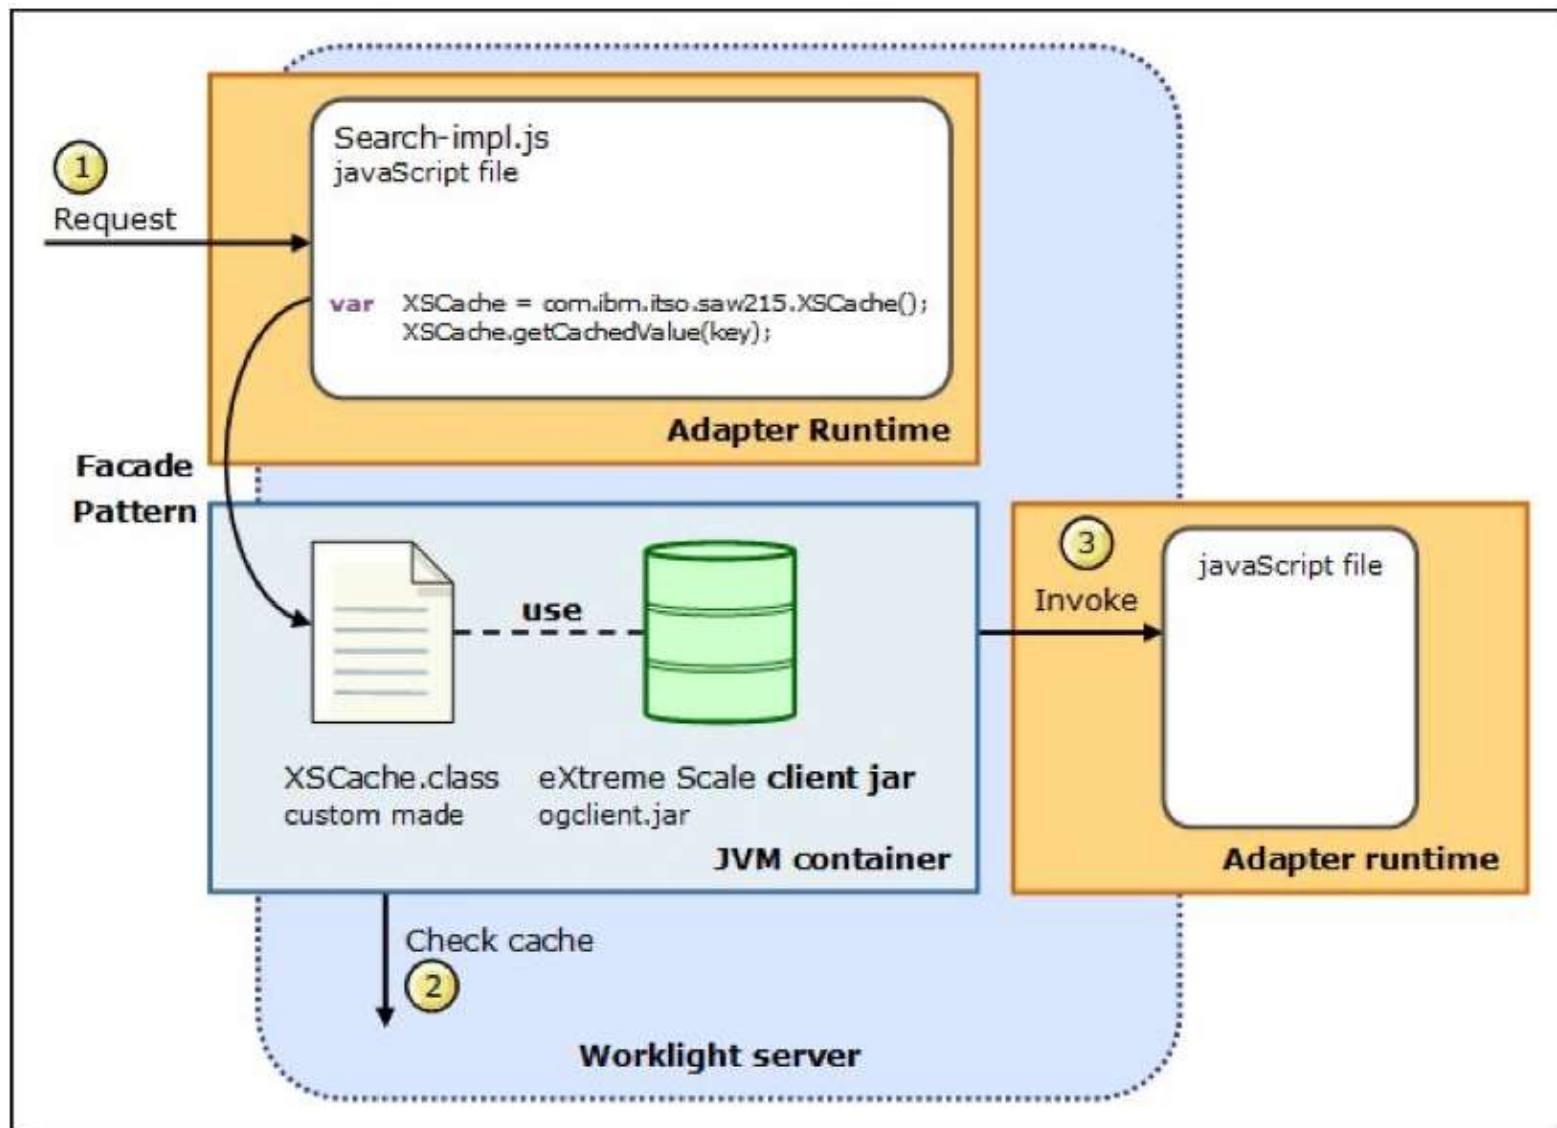 1
Request
Search-impl.js
javaScript file
var XSCache = com.ibm.itso.saw215.XSCache();
XSCache.getCachedValue(key);
Adapter Runtime
Facade
Pattern
use
XSCache.class
custom made
eXtreme Scale client jar
ogclient.jar
JVM container
3
Invoke
javaScript file
Adapter runtime
Check cache
2
Worklight server